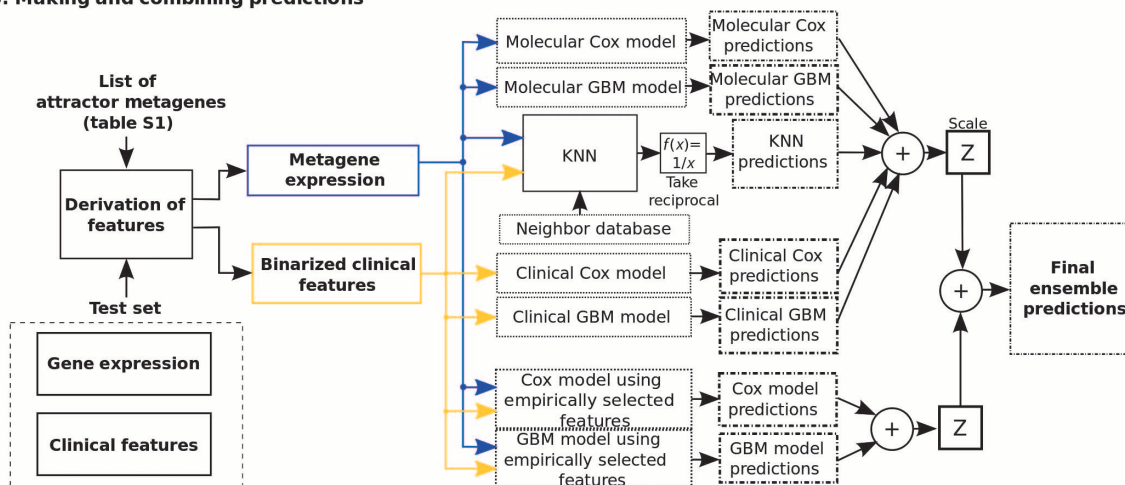 Making and combining predictions
List of
attractor metagenes
(table S1)
Derivation of
features
Test set
Gene expression
Clinical features
Metagene
expression
Binarized clinical
features
Molecular Cox model
Molecular GBM model
KNN
f(x)=
1/x
Take
reciprocal
Neighbor database
Clinical Cox model
Clinical GBM model
Cox model using
empirically selected
features
GBM model using
empirically selected
features
Molecular Cox
predictions
Molecular GBM
predictions
KNN
predictions
Clinical Cox
predictions
Clinical GBM
predictions
Cox model
predictions
GBM model
predictions
+
Scale
Z
+
Z
+
Final
ensemble
predictions